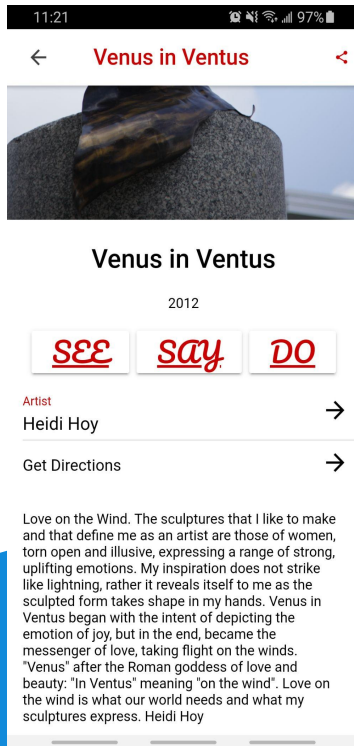 11:21
97%
Venus in Ventus
Venus in Ventus
2012
SEE SAY DO
Artist
Heidi Hoy
Get Directions
Love on the Wind. The sculptures that I like to make
and that define me as an artist are those of women,
torn open and illusive, expressing a range of strong,
uplifting emotions. My inspiration does not strike
like lightning, rather it reveals itself to me as the
sculpted form takes shape in my hands. Venus in
Ventus began with the intent of depicting the
emotion of joy, but in the end, became the
messenger of love, taking flight on the winds.
"Venus" after the Roman goddess of love and
beauty: "In Ventus" meaning "on the wind". Love on
the wind is what our world needs and what my
sculptures express. Heidi Hoy